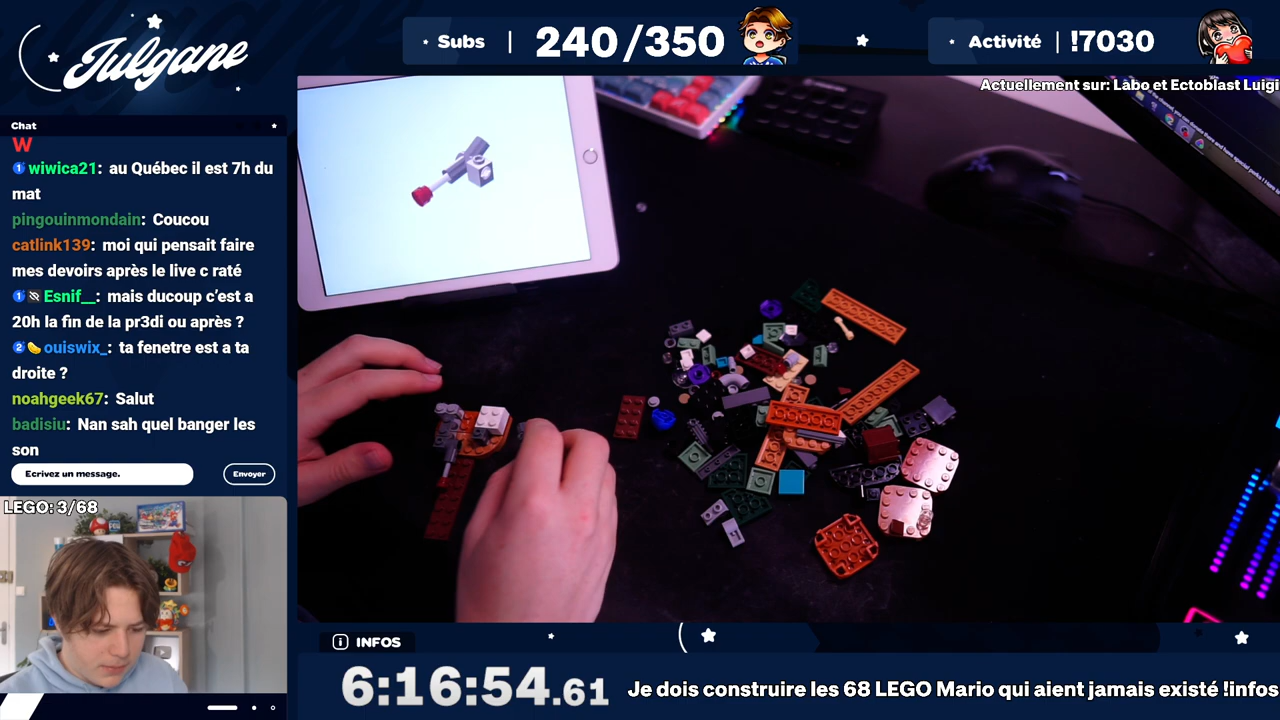 Julgane
Subs | 240/350
Activité | !7030
Actuellement sur: Labo et Ectoblast Luigi
Chat
W
1 wiwica21: au Québec il est 7h du
mat
pingouinmondain: Coucou
catlink139: moi qui pensait faire
mes devoirs après le live c raté
1 Esnif__: mais ducoup c'est a
20h la fin de la pr3di ou après ?
2 ouiswix_: ta fenetre est a ta
droite ?
noahgeek67: Salut
badisiu: Nan sah quel banger les
son
Ecrivez un message.
Envoyer
LEGO: 3/68
i INFOS
6:16:54.61
Je dois construire les 68 LEGO Mario qui aient jamais existé !infos